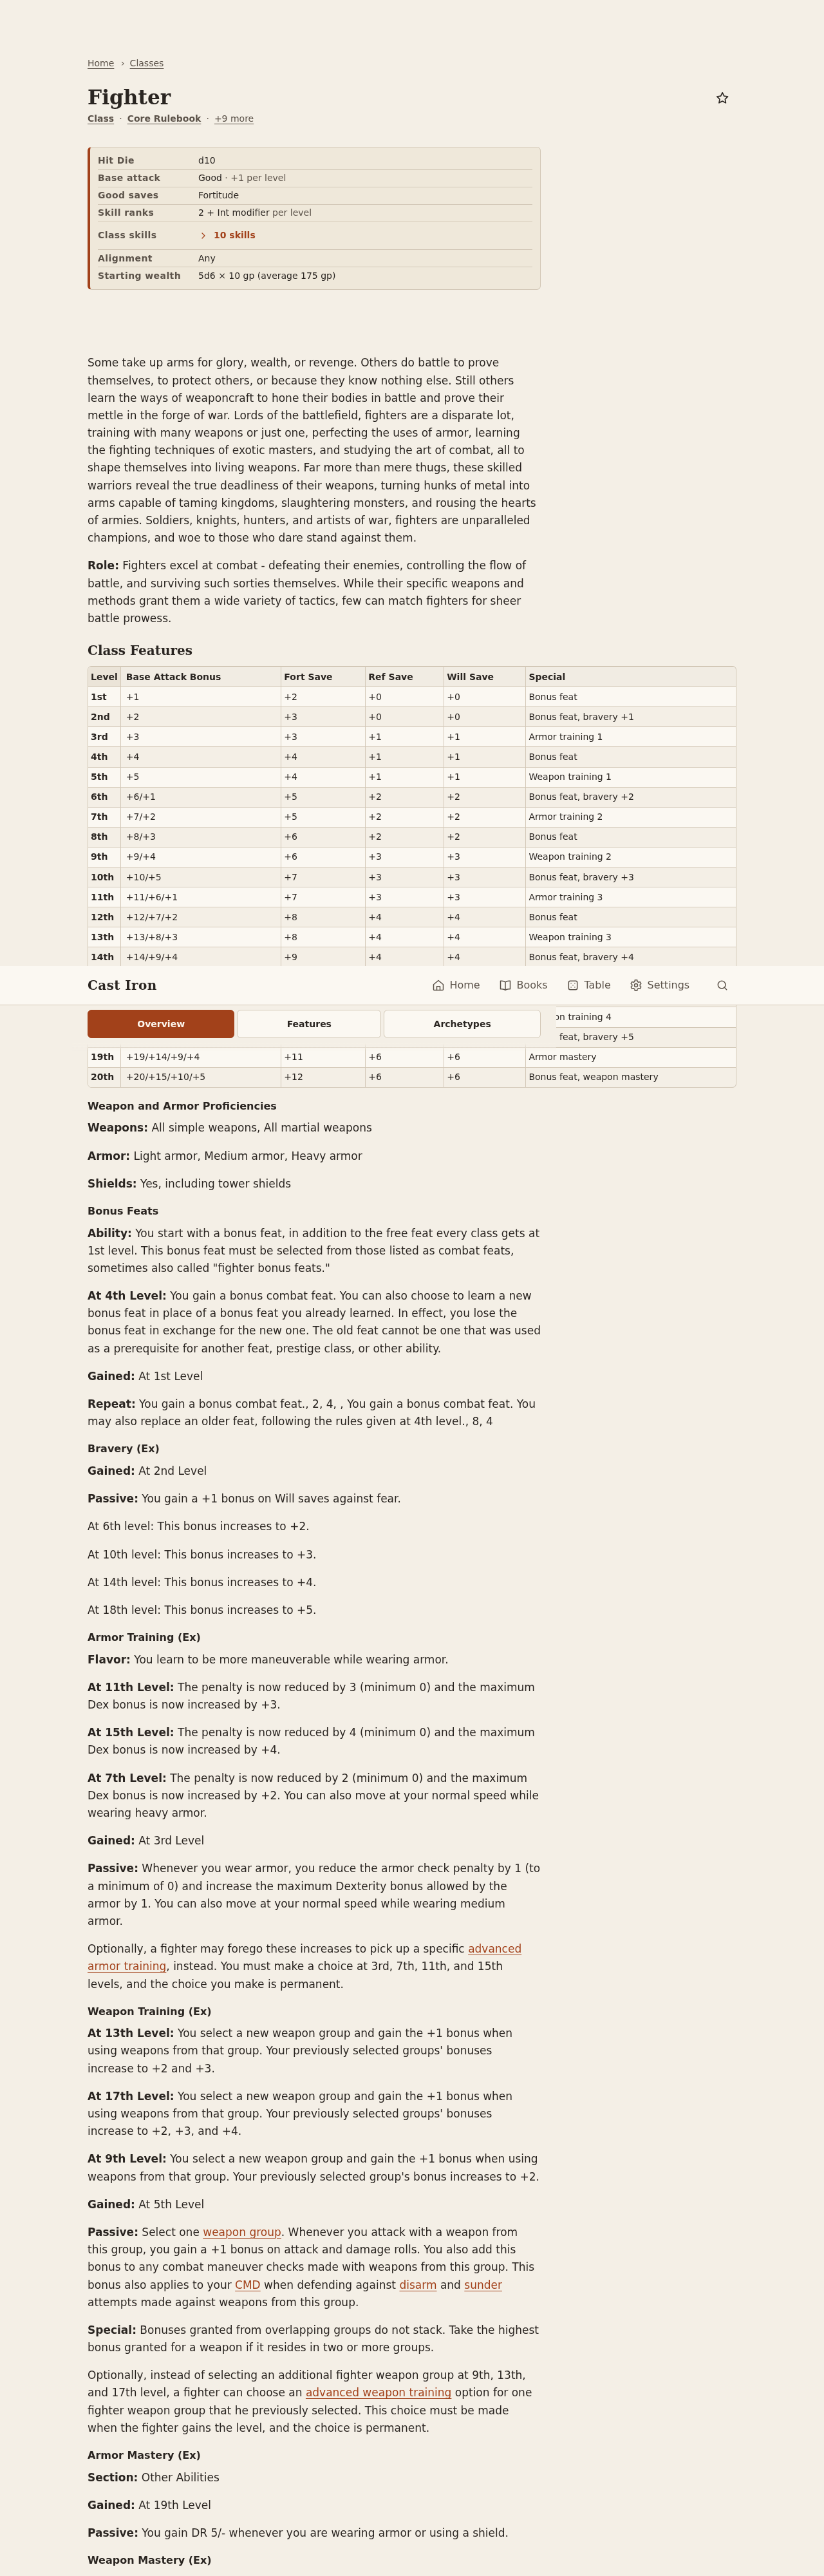 Home › Classes
Fighter
Class · Core Rulebook · +9 more
Hit Die d10
Base attack Good · +1 per level
Good saves Fortitude
Skill ranks 2 + Int modifier per level
Class skills › 10 skills
Alignment Any
Starting wealth 5d6 × 10 gp (average 175 gp)
Some take up arms for glory, wealth, or revenge. Others do battle to prove
themselves, to protect others, or because they know nothing else. Still others
learn the ways of weaponcraft to hone their bodies in battle and prove their
mettle in the forge of war. Lords of the battlefield, fighters are a disparate lot,
training with many weapons or just one, perfecting the uses of armor, learning
the fighting techniques of exotic masters, and studying the art of combat, all to
shape themselves into living weapons. Far more than mere thugs, these skilled
warriors reveal the true deadliness of their weapons, turning hunks of metal into
arms capable of taming kingdoms, slaughtering monsters, and rousing the hearts
of armies. Soldiers, knights, hunters, and artists of war, fighters are unparalleled
champions, and woe to those who dare stand against them.
Role: Fighters excel at combat - defeating their enemies, controlling the flow of
battle, and surviving such sorties themselves. While their specific weapons and
methods grant them a wide variety of tactics, few can match fighters for sheer
battle prowess.
Class Features
Level Base Attack Bonus Fort Save Ref Save Will Save Special
1st +1 +2 +0 +0 Bonus feat
2nd +2 +3 +0 +0 Bonus feat, bravery +1
3rd +3 +3 +1 +1 Armor training 1
4th +4 +4 +1 +1 Bonus feat
5th +5 +4 +1 +1 Weapon training 1
6th +6/+1 +5 +2 +2 Bonus feat, bravery +2
7th +7/+2 +5 +2 +2 Armor training 2
8th +8/+3 +6 +2 +2 Bonus feat
9th +9/+4 +6 +3 +3 Weapon training 2
10th +10/+5 +7 +3 +3 Bonus feat, bravery +3
11th +11/+6/+1 +7 +3 +3 Armor training 3
12th +12/+7/+2 +8 +4 +4 Bonus feat
13th +13/+8/+3 +8 +4 +4 Weapon training 3
14th +14/+9/+4 +9 +4 +4 Bonus feat, bravery +4
Cast Iron Home Books Table Settings
on training 4
Overview Features Archetypes
feat, bravery +5
19th +19/+14/+9/+4 +11 +6 +6 Armor mastery
20th +20/+15/+10/+5 +12 +6 +6 Bonus feat, weapon mastery
Weapon and Armor Proficiencies
Weapons: All simple weapons, All martial weapons
Armor: Light armor, Medium armor, Heavy armor
Shields: Yes, including tower shields
Bonus Feats
Ability: You start with a bonus feat, in addition to the free feat every class gets at
1st level. This bonus feat must be selected from those listed as combat feats,
sometimes also called "fighter bonus feats."
At 4th Level: You gain a bonus combat feat. You can also choose to learn a new
bonus feat in place of a bonus feat you already learned. In effect, you lose the
bonus feat in exchange for the new one. The old feat cannot be one that was used
as a prerequisite for another feat, prestige class, or other ability.
Gained: At 1st Level
Repeat: You gain a bonus combat feat., 2, 4, , You gain a bonus combat feat. You
may also replace an older feat, following the rules given at 4th level., 8, 4
Bravery (Ex)
Gained: At 2nd Level
Passive: You gain a +1 bonus on Will saves against fear.
At 6th level: This bonus increases to +2.
At 10th level: This bonus increases to +3.
At 14th level: This bonus increases to +4.
At 18th level: This bonus increases to +5.
Armor Training (Ex)
Flavor: You learn to be more maneuverable while wearing armor.
At 11th Level: The penalty is now reduced by 3 (minimum 0) and the maximum
Dex bonus is now increased by +3.
At 15th Level: The penalty is now reduced by 4 (minimum 0) and the maximum
Dex bonus is now increased by +4.
At 7th Level: The penalty is now reduced by 2 (minimum 0) and the maximum
Dex bonus is now increased by +2. You can also move at your normal speed while
wearing heavy armor.
Gained: At 3rd Level
Passive: Whenever you wear armor, you reduce the armor check penalty by 1 (to
a minimum of 0) and increase the maximum Dexterity bonus allowed by the
armor by 1. You can also move at your normal speed while wearing medium
armor.
Optionally, a fighter may forego these increases to pick up a specific advanced
armor training, instead. You must make a choice at 3rd, 7th, 11th, and 15th
levels, and the choice you make is permanent.
Weapon Training (Ex)
At 13th Level: You select a new weapon group and gain the +1 bonus when
using weapons from that group. Your previously selected groups' bonuses
increase to +2 and +3.
At 17th Level: You select a new weapon group and gain the +1 bonus when
using weapons from that group. Your previously selected groups' bonuses
increase to +2, +3, and +4.
At 9th Level: You select a new weapon group and gain the +1 bonus when using
weapons from that group. Your previously selected group's bonus increases to +2.
Gained: At 5th Level
Passive: Select one weapon group. Whenever you attack with a weapon from
this group, you gain a +1 bonus on attack and damage rolls. You also add this
bonus to any combat maneuver checks made with weapons from this group. This
bonus also applies to your CMD when defending against disarm and sunder
attempts made against weapons from this group.
Special: Bonuses granted from overlapping groups do not stack. Take the highest
bonus granted for a weapon if it resides in two or more groups.
Optionally, instead of selecting an additional fighter weapon group at 9th, 13th,
and 17th level, a fighter can choose an advanced weapon training option for one
fighter weapon group that he previously selected. This choice must be made
when the fighter gains the level, and the choice is permanent.
Armor Mastery (Ex)
Section: Other Abilities
Gained: At 19th Level
Passive: You gain DR 5/- whenever you are wearing armor or using a shield.
Weapon Mastery (Ex)